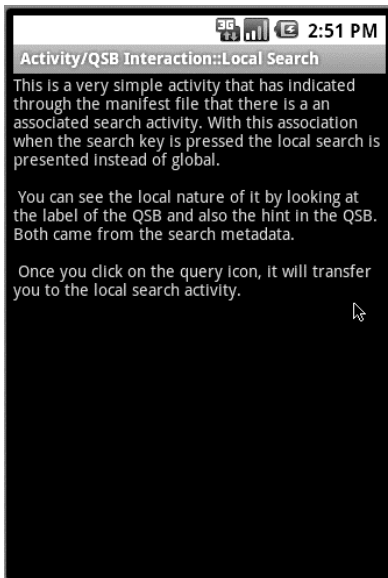 3G
2:51 PM
Activity/QSB Interaction::Local Search
This is a very simple activity that has indicated
through the manifest file that there is a an
associated search activity. With this association
when the search key is pressed the local search is
presented instead of global.
You can see the local nature of it by looking at
the label of the QSB and also the hint in the QSB.
Both came from the search metadata.
Once you click on the query icon, it will transfer
you to the local search activity.